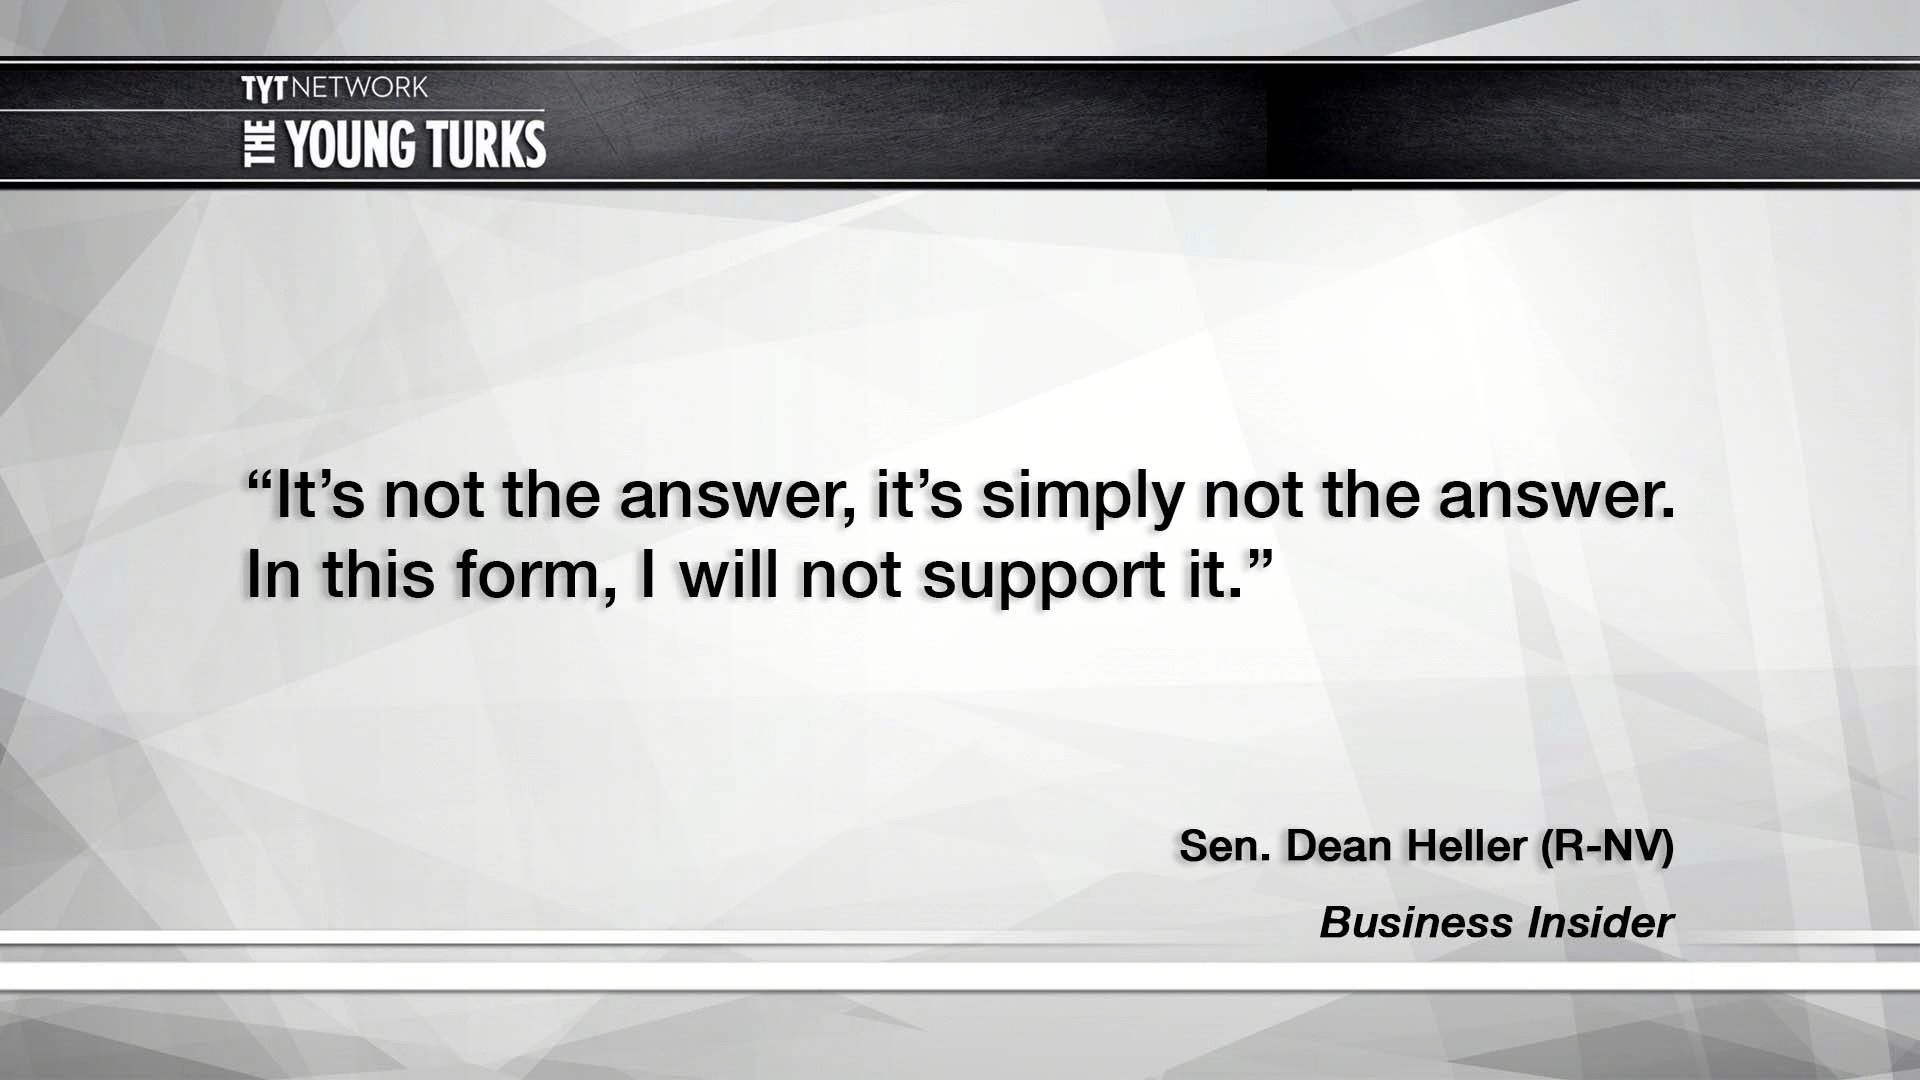 TYT NETWORK
THE YOUNG TURKS
“It’s not the answer, it’s simply not the answer.
In this form, I will not support it.”
Sen. Dean Heller (R-NV)
Business Insider